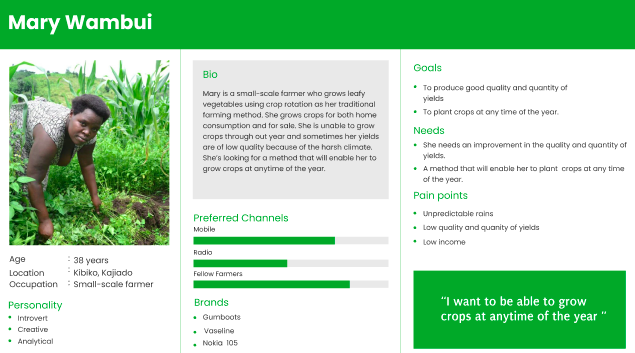 Mary Wambui
Age : 38 years
Location : Kibiko, Kajiado
Occupation : Small-scale farmer
Personality
• Introvert
• Creative
• Analytical
Bio
Mary is a small-scale farmer who grows leafy
vegetables using crop rotation as her traditional
farming method. She grows crops for both home
consumption and for sale. She is unable to grow
crops through out year and sometimes her yields
are of low quality because of the harsh climate.
She's looking for a method that will enable her to
grow crops at anytime of the year.
Preferred Channels
Mobile
Radio
Fellow Farmers
Brands
• Gumboots
• Vaseline
• Nokia 105
Goals
• To produce good quality and quantity of
yields
• To plant crops at any time of the year.
Needs
• She needs an improvement in the quality and quantity of
yields.
• A method that will enable her to plant crops at any time
of the year.
Pain points
• Unpredictable rains
• Low quality and quanity of yields
• Low income
"I want to be able to grow
crops at anytime of the year "